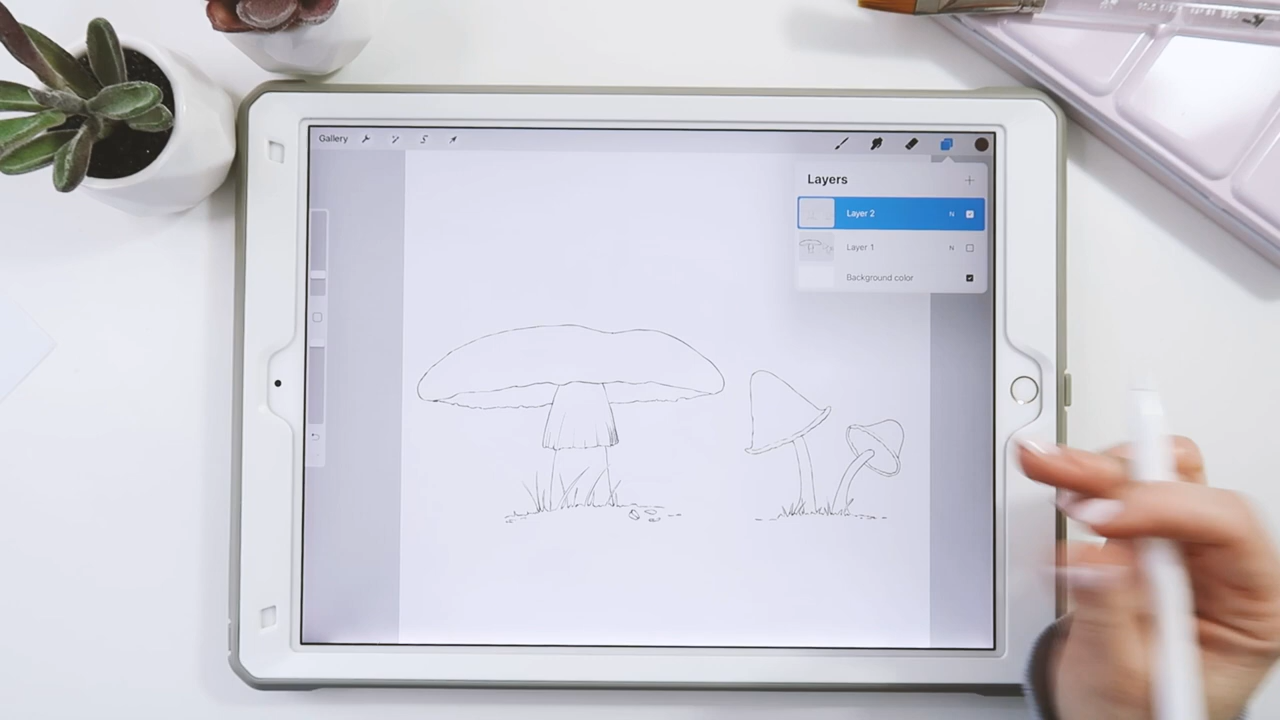 Gallery
Layers
Layer 2 N
Layer 1 N
Background color